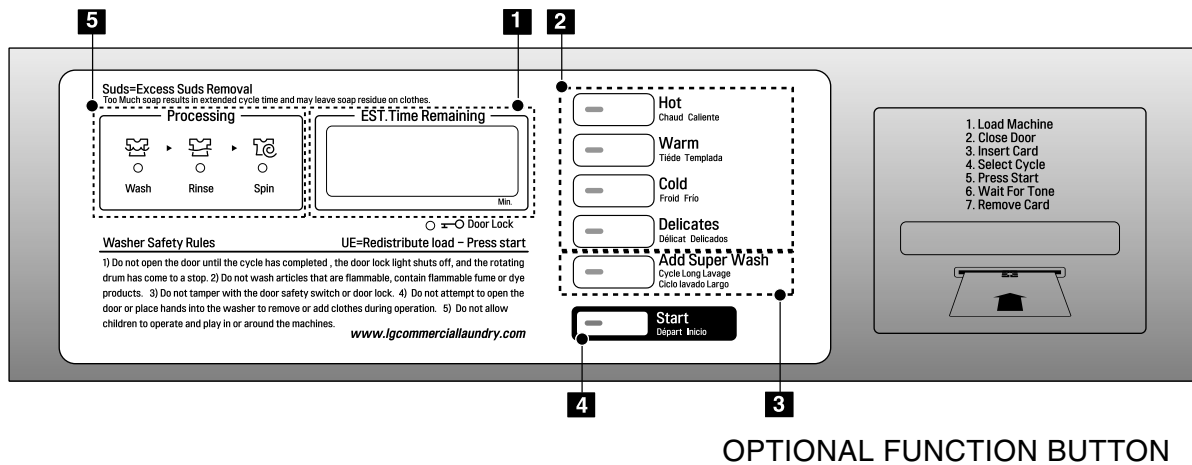 5
1
2
Suds=Excess Suds Removal
Too Much soap results in extended cycle time and may leave soap residue on clothes.
Processing
Wash
Rinse
Spin
EST.Time Remaining
Min.
Door Lock
Washer Safety Rules
UE=Redistribute load – Press start
1) Do not open the door until the cycle has completed , the door lock light shuts off, and the rotating
drum has come to a stop. 2) Do not wash articles that are flammable, contain flammable fume or dye
products. 3) Do not tamper with the door safety switch or door lock. 4) Do not attempt to open the
door or place hands into the washer to remove or add clothes during operation. 5) Do not allow
children to operate and play in or around the machines.
www.lgcommerciallaundry.com
Hot
Chaud Caliente
Warm
Tiéde Templada
Cold
Froid Frío
Delicates
Délicat Delicados
Add Super Wash
Cycle Long Lavage
Ciclo lavado Largo
Start
Départ Inicio
1. Load Machine
2. Close Door
3. Insert Card
4. Select Cycle
5. Press Start
6. Wait For Tone
7. Remove Card
4
3
OPTIONAL FUNCTION BUTTON